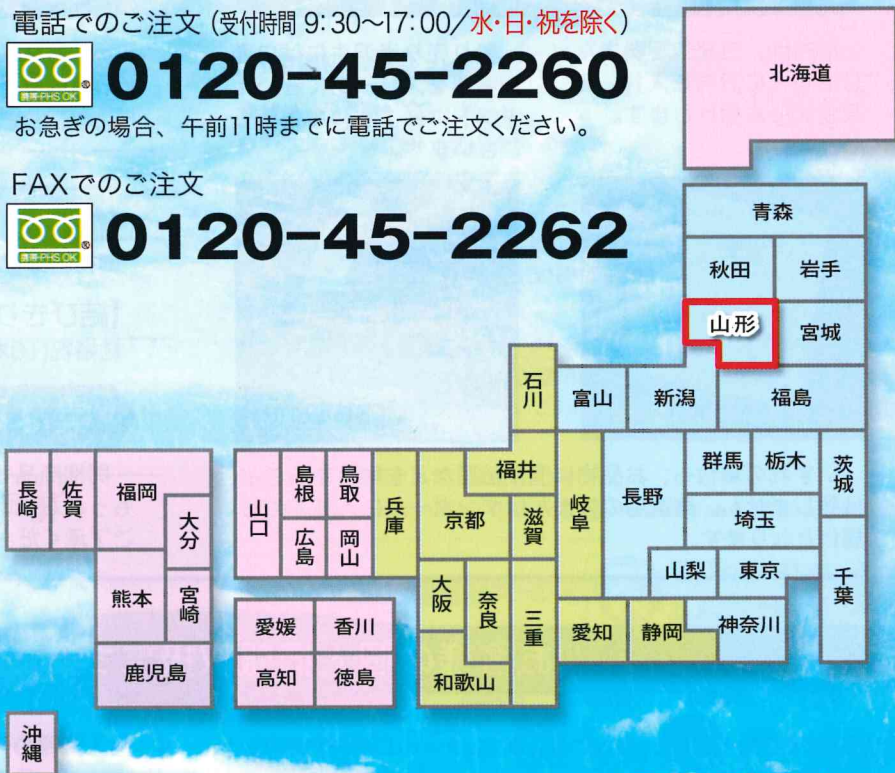 電話でのご注文 (受付時間 9:30〜17:00/水・日・祝を除く)
携帯・PHS OK
0120-45-2260
お急ぎの場合、午前11時までに電話でご注文ください。
FAXでのご注文
携帯・PHS OK
0120-45-2262
北海道
青森
秋田
岩手
山形
宮城
石川
富山
新潟
福島
長崎
佐賀
福岡
大分
熊本
宮崎
鹿児島
沖縄
山口
島根
鳥取
広島
岡山
兵庫
愛媛
香川
高知
徳島
福井
京都
滋賀
大阪
奈良
三重
和歌山
岐阜
長野
愛知
静岡
群馬
栃木
茨城
埼玉
山梨
東京
千葉
神奈川